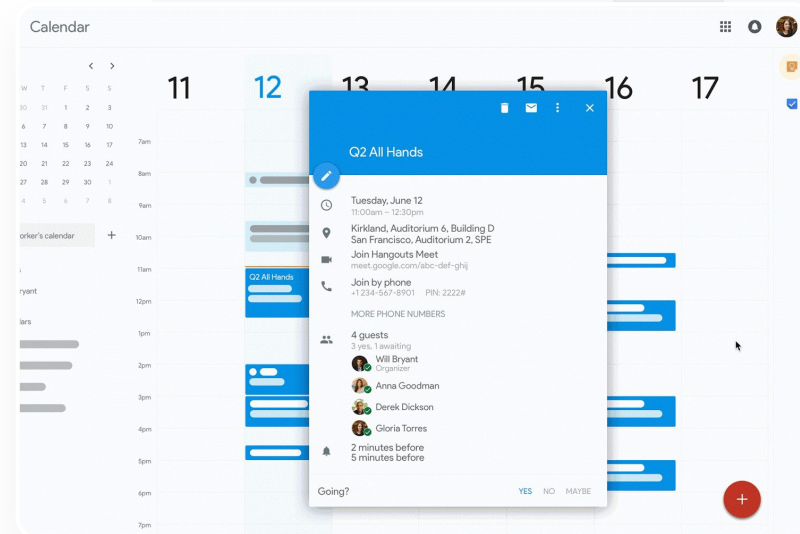 Calendar
11 12 13 14 15 16 17
W T F S S
30 31 1 2 3
6 7 8 9 10
13 14 15 16 17
20 21 22 23 24
27 28 29 30 1
4 5 6 7 8
orker's calendar
ryant
ars
7am
8am
9am
10am
11am
12pm
1pm
2pm
3pm
4pm
5pm
6pm
7pm
Q2 All Hands
Q2 All Hands
Tuesday, June 12
11:00am – 12:30pm
Kirkland, Auditorium 6, Building D
San Francisco, Auditorium 2, SPE
Join Hangouts Meet
meet.google.com/abc-def-ghij
Join by phone
+1 234-567-8901 PIN: 2222#
MORE PHONE NUMBERS
4 guests
3 yes, 1 awaiting
Will Bryant
Organizer
Anna Goodman
Derek Dickson
Gloria Torres
2 minutes before
5 minutes before
Going? YES NO MAYBE